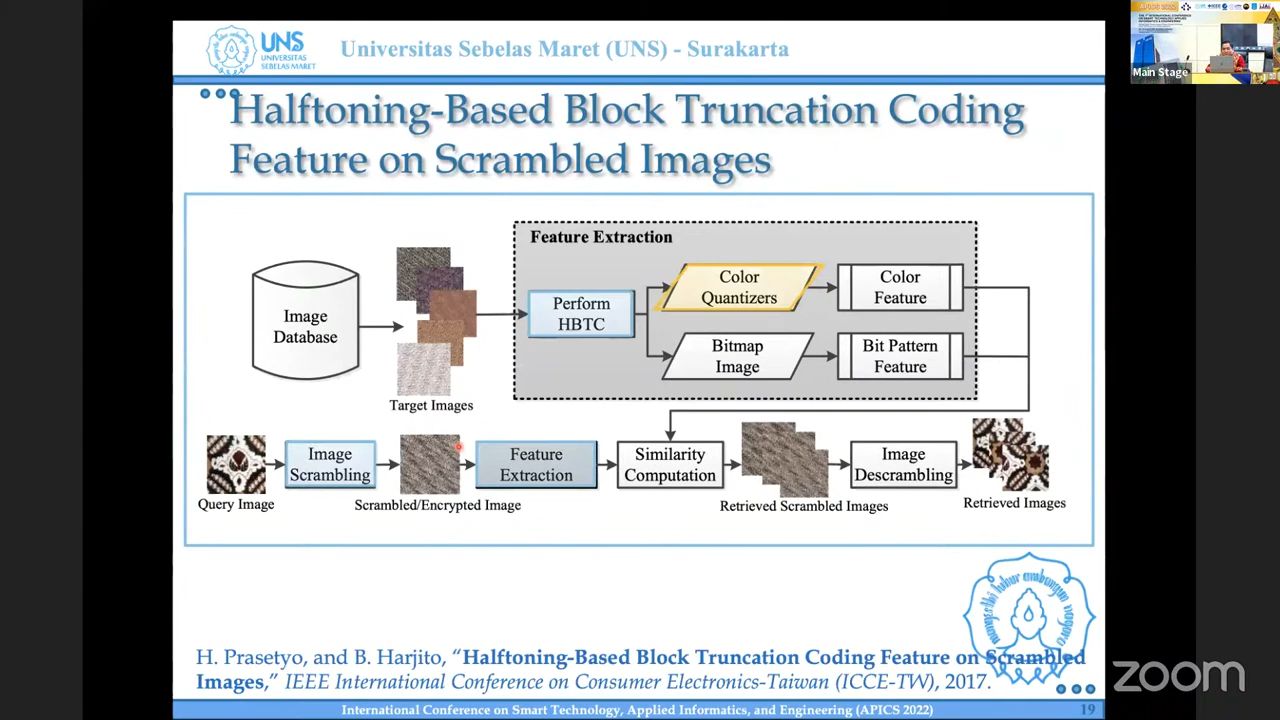 UNS
UNIVERSITAS
SEBELAS MARET
Universitas Sebelas Maret (UNS) - Surakarta
Main Stage
Halftoning-Based Block Truncation Coding
Feature on Scrambled Images
Feature Extraction
Image
Database
Target Images
Perform
HBTC
Color
Quantizers
Color
Feature
Bitmap
Image
Bit Pattern
Feature
Query Image
Image
Scrambling
Scrambled/Encrypted Image
Feature
Extraction
Similarity
Computation
Retrieved Scrambled Images
Image
Descrambling
Retrieved Images
H. Prasetyo, and B. Harjito, “Halftoning-Based Block Truncation Coding Feature on Scrambled
Images,” IEEE International Conference on Consumer Electronics-Taiwan (ICCE-TW), 2017.
zoom
International Conference on Smart Technology, Applied Informatics, and Engineering (APICS 2022)
19